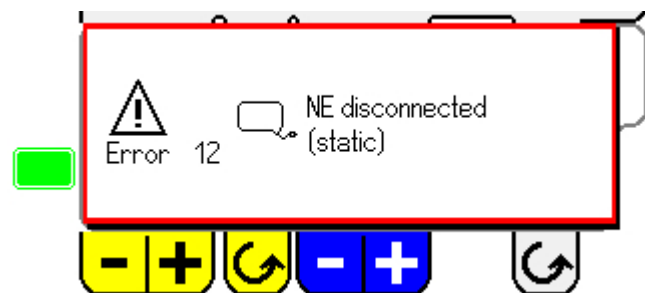 NE disconnected
(static)
Error 12
- + - +